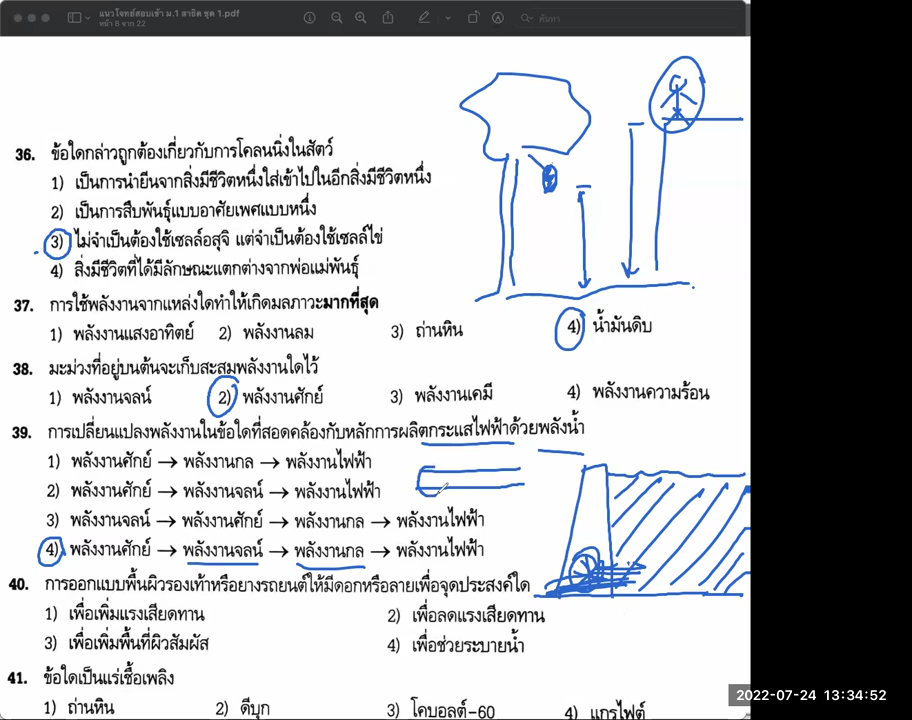 แนวโจทย์สอบเข้า ม.1 สาธิต ชุด 1.pdf
หน้า 8 จาก 22
ค้นหา
36. ข้อใดกล่าวถูกต้องเกี่ยวกับการโคลนนิ่งในสัตว์
1) เป็นการนำยีนจากสิ่งมีชีวิตหนึ่งใส่เข้าไปในอีกสิ่งมีชีวิตหนึ่ง
2) เป็นการสืบพันธุ์แบบอาศัยเพศแบบหนึ่ง
3) ไม่จำเป็นต้องใช้เซลล์อสุจิ แต่จำเป็นต้องใช้เซลล์ไข่
4) สิ่งมีชีวิตที่ได้มีลักษณะแตกต่างจากพ่อแม่พันธุ์
37. การใช้พลังงานจากแหล่งใดทำให้เกิดมลภาวะมากที่สุด
1) พลังงานแสงอาทิตย์ 2) พลังงานลม 3) ถ่านหิน 4) น้ำมันดิบ
38. มะม่วงที่อยู่บนต้นจะเก็บสะสมพลังงานใดไว้
1) พลังงานจลน์ 2) พลังงานศักย์ 3) พลังงานเคมี 4) พลังงานความร้อน
39. การเปลี่ยนแปลงพลังงานในข้อใดที่สอดคล้องกับหลักการผลิตกระแสไฟฟ้าด้วยพลังน้ำ
1) พลังงานศักย์ → พลังงานกล → พลังงานไฟฟ้า
2) พลังงานศักย์ → พลังงานจลน์ → พลังงานไฟฟ้า
3) พลังงานจลน์ → พลังงานศักย์ → พลังงานกล → พลังงานไฟฟ้า
4) พลังงานศักย์ → พลังงานจลน์ → พลังงานกล → พลังงานไฟฟ้า
40. การออกแบบพื้นผิวรองเท้าหรือยางรถยนต์ให้มีดอกหรือลายเพื่อจุดประสงค์ใด
1) เพื่อเพิ่มแรงเสียดทาน 2) เพื่อลดแรงเสียดทาน
3) เพื่อเพิ่มพื้นที่ผิวสัมผัส 4) เพื่อช่วยระบายน้ำ
41. ข้อใดเป็นแร่เชื้อเพลิง
1) ถ่านหิน 2) ดีบุก 3) โคบอลต์-60 4) แกรไฟต์
2022-07-24 13:34:52